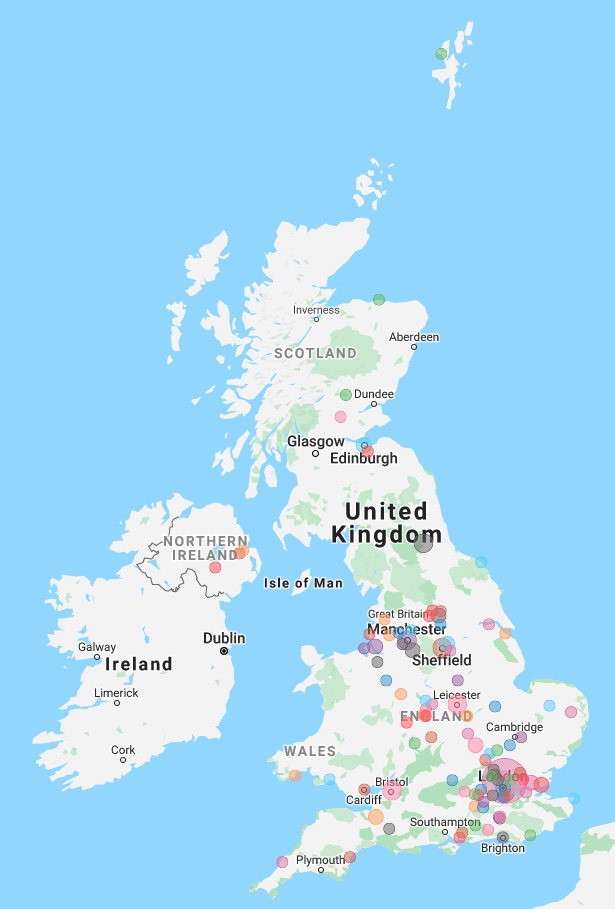 Inverness
Aberdeen
SCOTLAND
Dundee
Glasgow
Edinburgh
United
Kingdom
NORTHERN
IRELAND
Isle of Man
Great Britain
Manchester
Dublin
Galway
Ireland
Sheffield
Limerick
Leicester
ENGLAND
Cambridge
Cork
WALES
London
Bristol
Cardiff
Southampton
Brighton
Plymouth